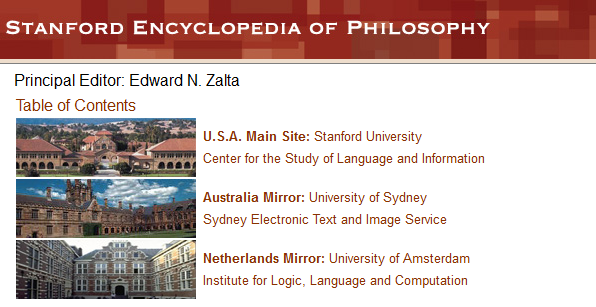 STANFORD ENCYCLOPEDIA OF PHILOSOPHY
Principal Editor: Edward N. Zalta
Table of Contents
U.S.A. Main Site: Stanford University
Center for the Study of Language and Information
Australia Mirror: University of Sydney
Sydney Electronic Text and Image Service
Netherlands Mirror: University of Amsterdam
Institute for Logic, Language and Computation